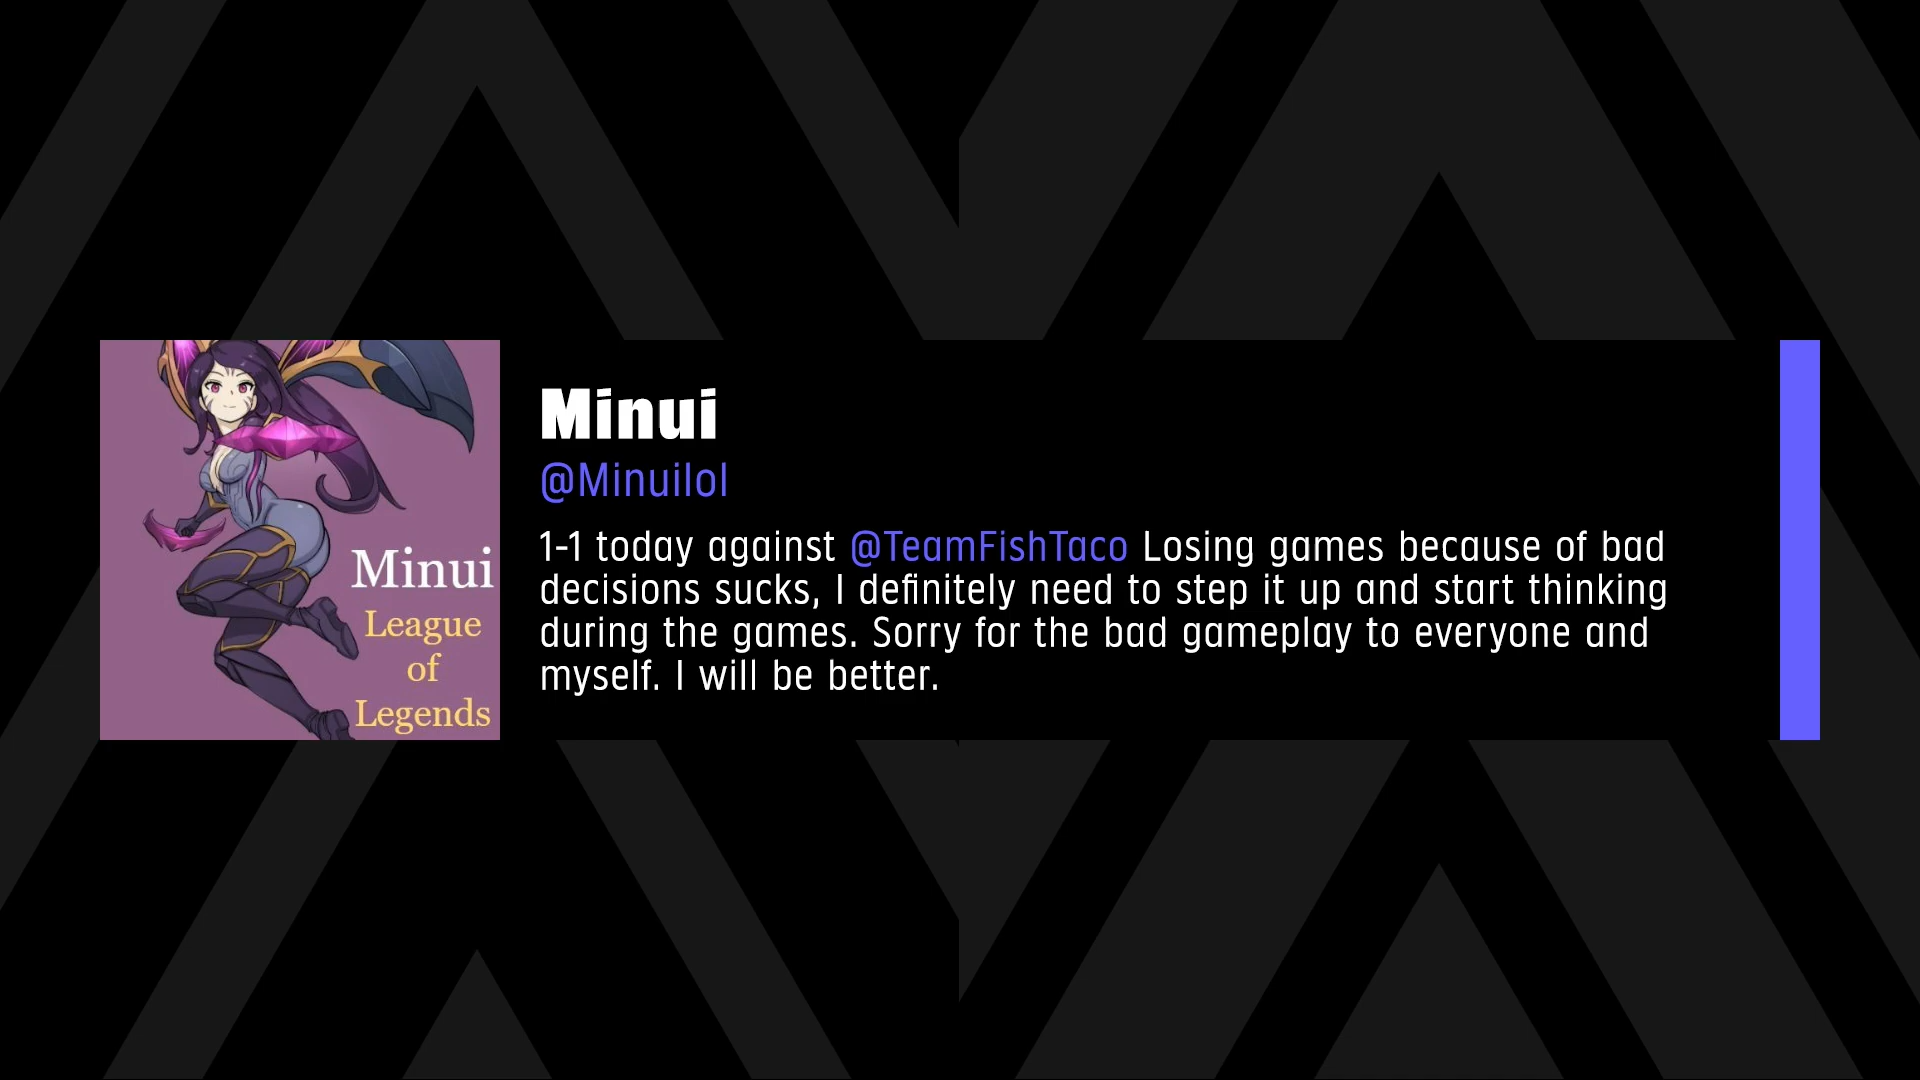 Minui
League
of
Legends
Minui
@Minuilol
1-1 today against @TeamFishTaco Losing games because of bad
decisions sucks, I definitely need to step it up and start thinking
during the games. Sorry for the bad gameplay to everyone and
myself. I will be better.